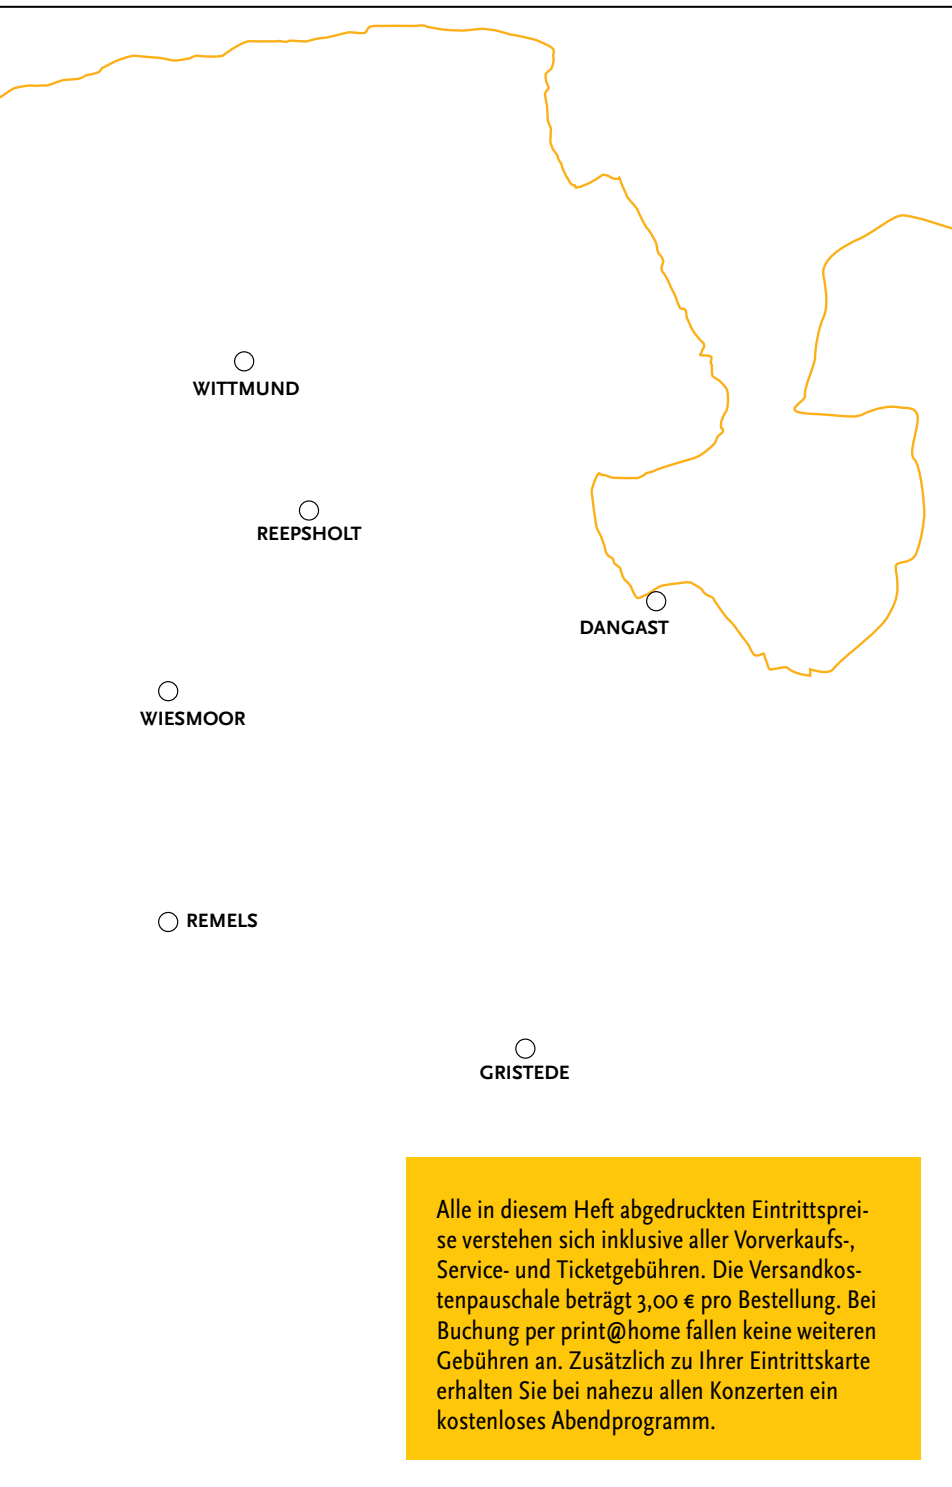 WITTMUND
REEPSHOLT
DANGAST
WIESMOOR
REMELS
GRISTEDE
Alle in diesem Heft abgedruckten Eintrittsprei-
se verstehen sich inklusive aller Vorverkaufs-,
Service- und Ticketgebühren. Die Versandkos-
tenpauschale beträgt 3,00 € pro Bestellung. Bei
Buchung per print@home fallen keine weiteren
Gebühren an. Zusätzlich zu Ihrer Eintrittskarte
erhalten Sie bei nahezu allen Konzerten ein
kostenloses Abendprogramm.